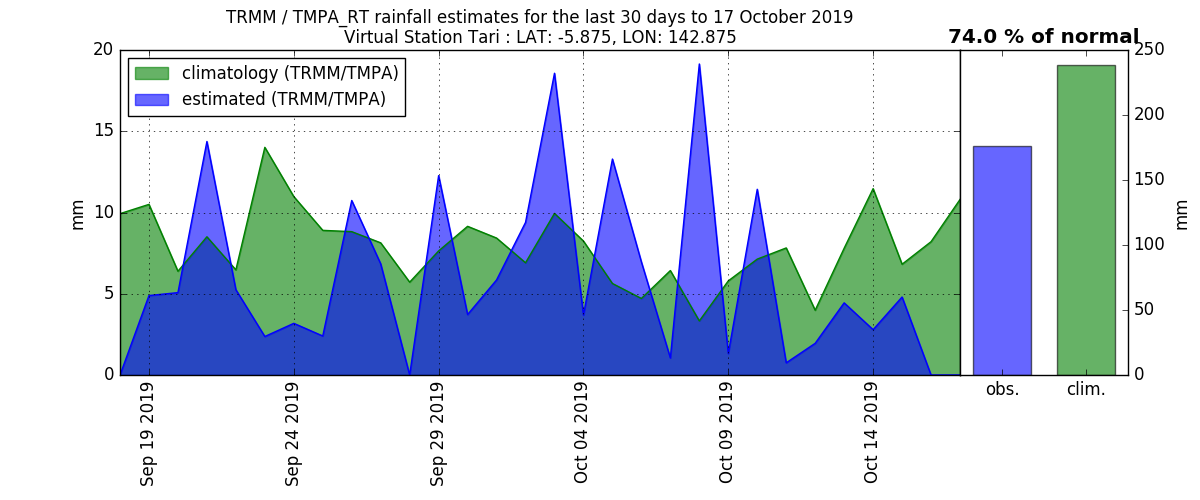 TRMM / TMPA_RT rainfall estimates for the last 30 days to 17 October 2019
Virtual Station Tari : LAT: -5.875, LON: 142.875
74.0 % of normal
climatology (TRMM/TMPA)
estimated (TRMM/TMPA)
20
15
10
5
0
mm
250
200
150
100
50
0
mm
Sep 19 2019
Sep 24 2019
Sep 29 2019
Oct 04 2019
Oct 09 2019
Oct 14 2019
obs.
clim.